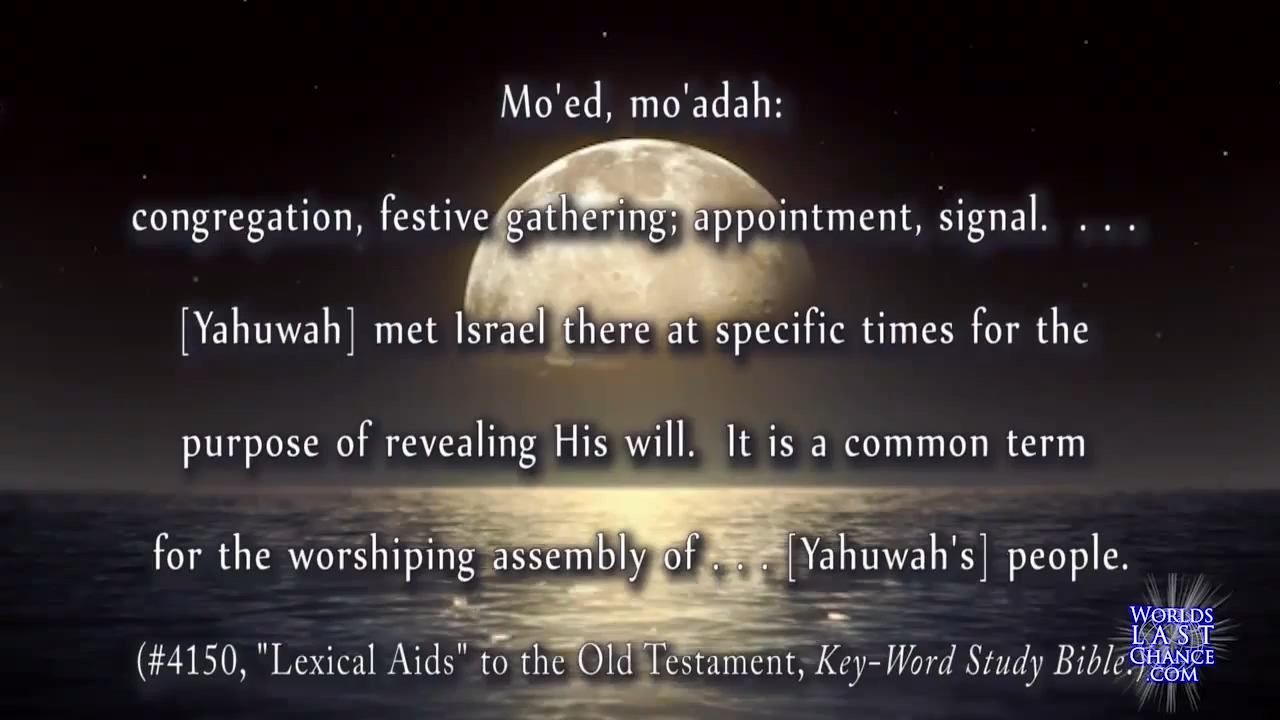 Mo'ed, mo'adah:
congregation, festive gathering; appointment, signal. . . .
[Yahuwah] met Israel there at specific times for the
purpose of revealing His will. It is a common term
for the worshiping assembly of . . . [Yahuwah's] people.
(#4150, "Lexical Aids" to the Old Testament, Key-Word Study Bible.)
WORLDS
LAST
CHANCE
.COM